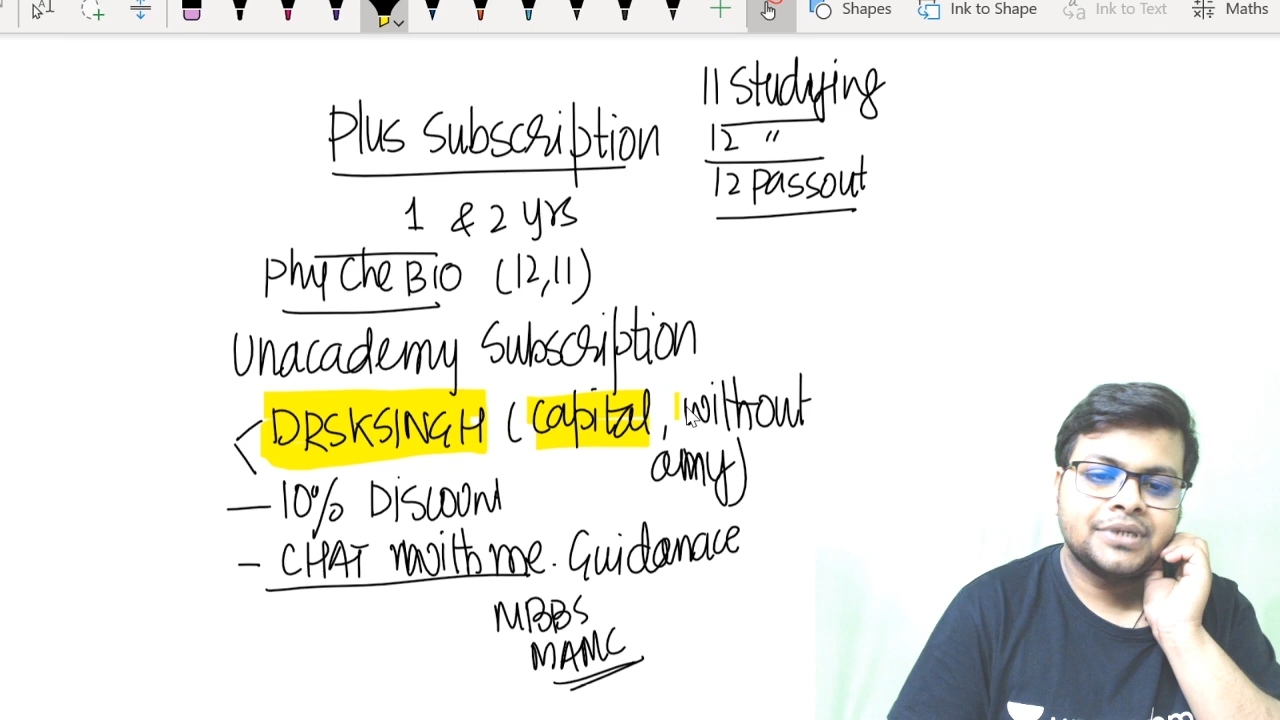 Shapes
Ink to Shape
Ink to Text
Maths
Plus Subscription
11 Studying
12 "
12 Passout
1 & 2 yrs
Phy Che Bio (12,11)
Unacademy Subscription
DRSKSINGH (capital, without
army)
— 10% Discount
- CHAT with me. Guidanace
MBBS
MAMC